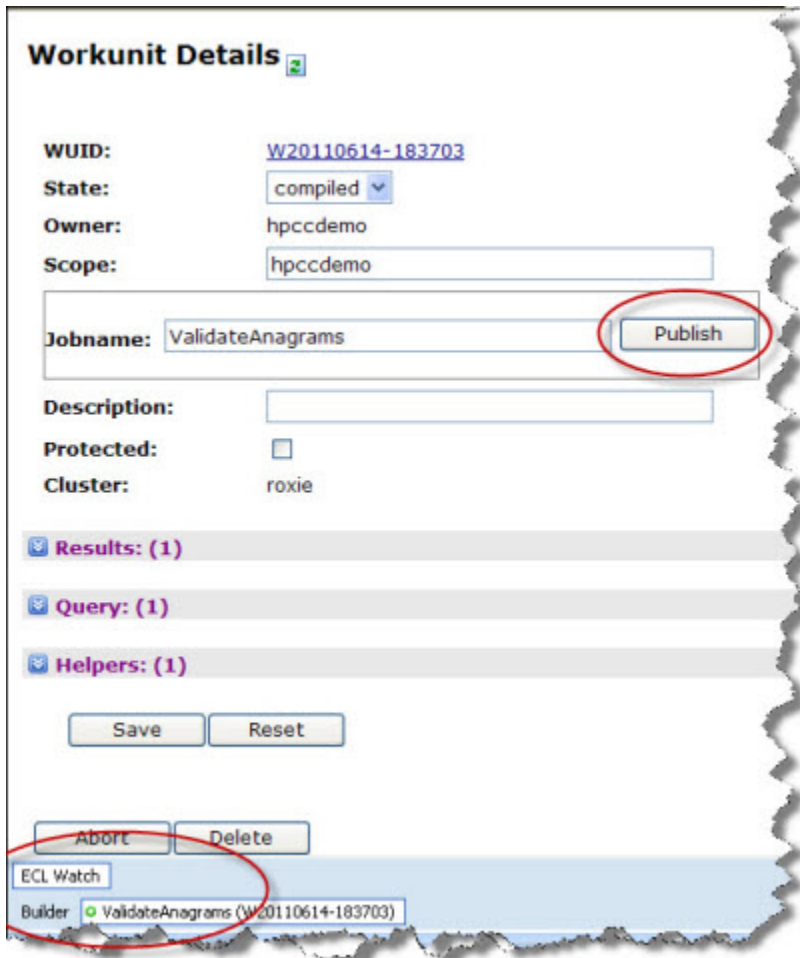 Workunit Details
WUID: W20110614-183703
State: compiled
Owner: hpccdemo
Scope: hpccdemo
Jobname: ValidateAnagrams Publish
Description:
Protected:
Cluster: roxie
Results: (1)
Query: (1)
Helpers: (1)
Save Reset
Abort Delete
ECL Watch
Builder ValidateAnagrams (W20110614-183703)